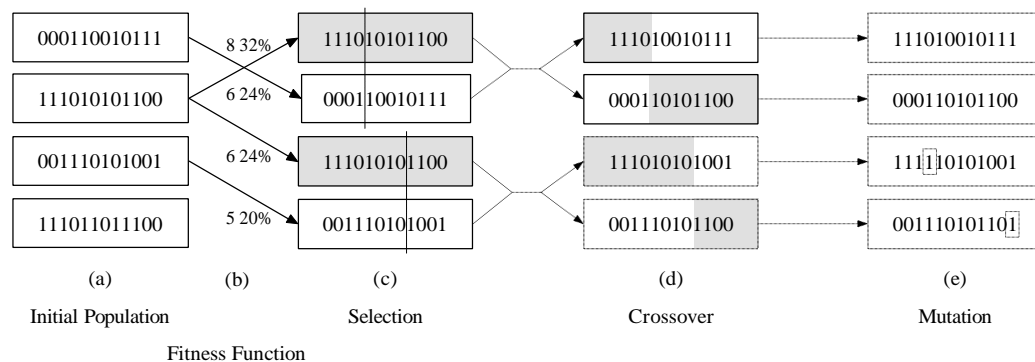 000110010111 8 32% 111010101100 111010010111 111010010111
111010101100 6 24% 000110010111 000110101100 000110101100
001110101001 6 24% 111010101100 111010101001 111110101001
111011011100 5 20% 001110101001 001110101100 001110101101
(a) (b) (c) (d) (e)
Initial Population Selection Crossover Mutation
Fitness Function